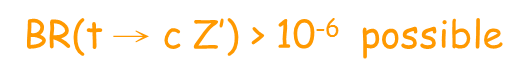 BR(t → c Z′) > 10⁻⁶ possible